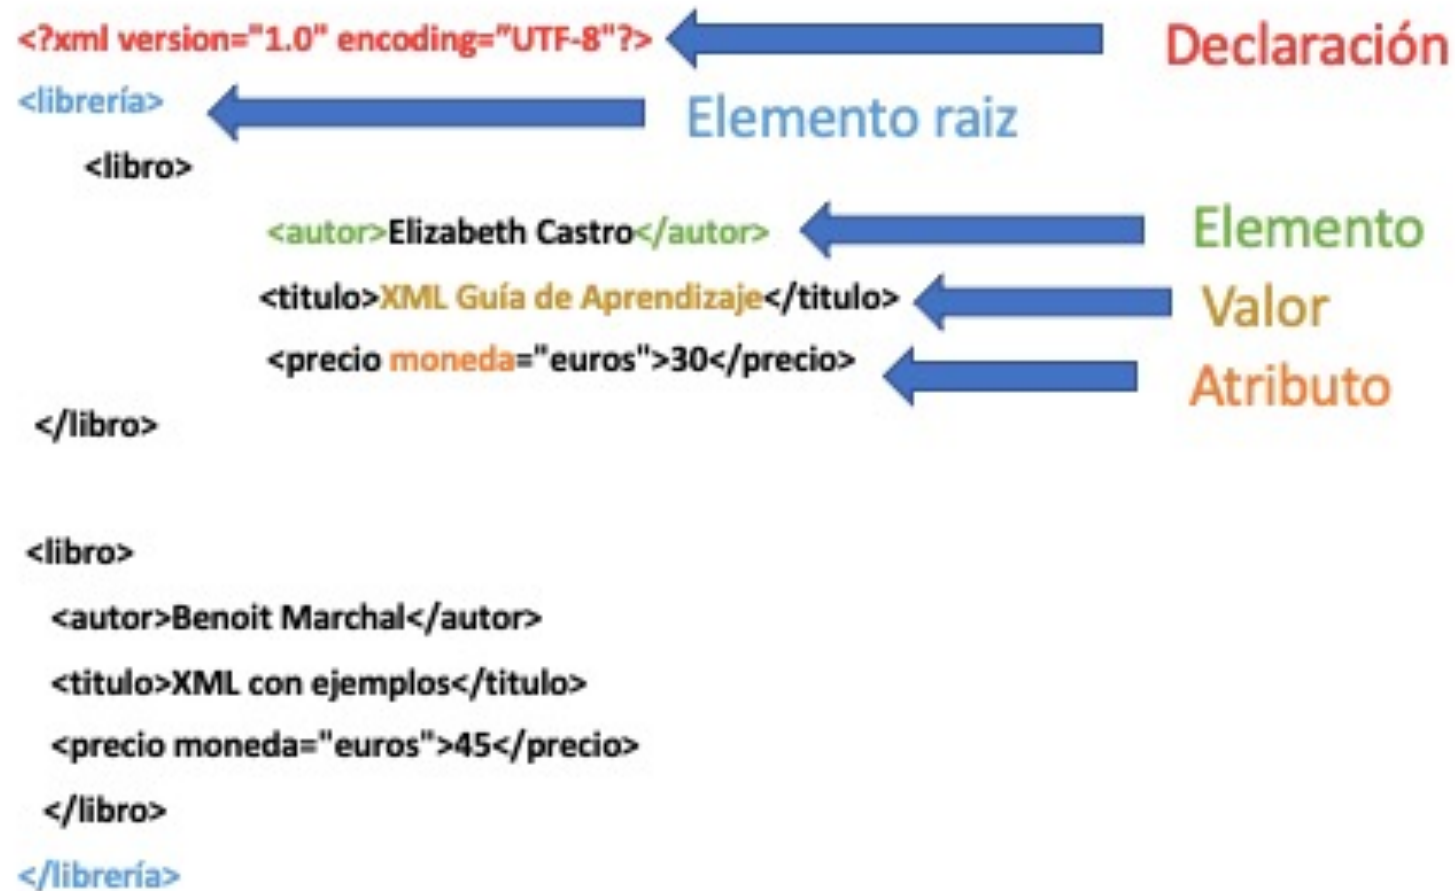 <?xml version="1.0" encoding=”UTF-8"?> Declaración
<librería> Elemento raiz
<libro>
<autor>Elizabeth Castro</autor> Elemento
<titulo>XML Guía de Aprendizaje</titulo> Valor
<precio moneda="euros">30</precio> Atributo
</libro>
<libro>
<autor>Benoit Marchal</autor>
<titulo>XML con ejemplos</titulo>
<precio moneda="euros">45</precio>
</libro>
</librería>